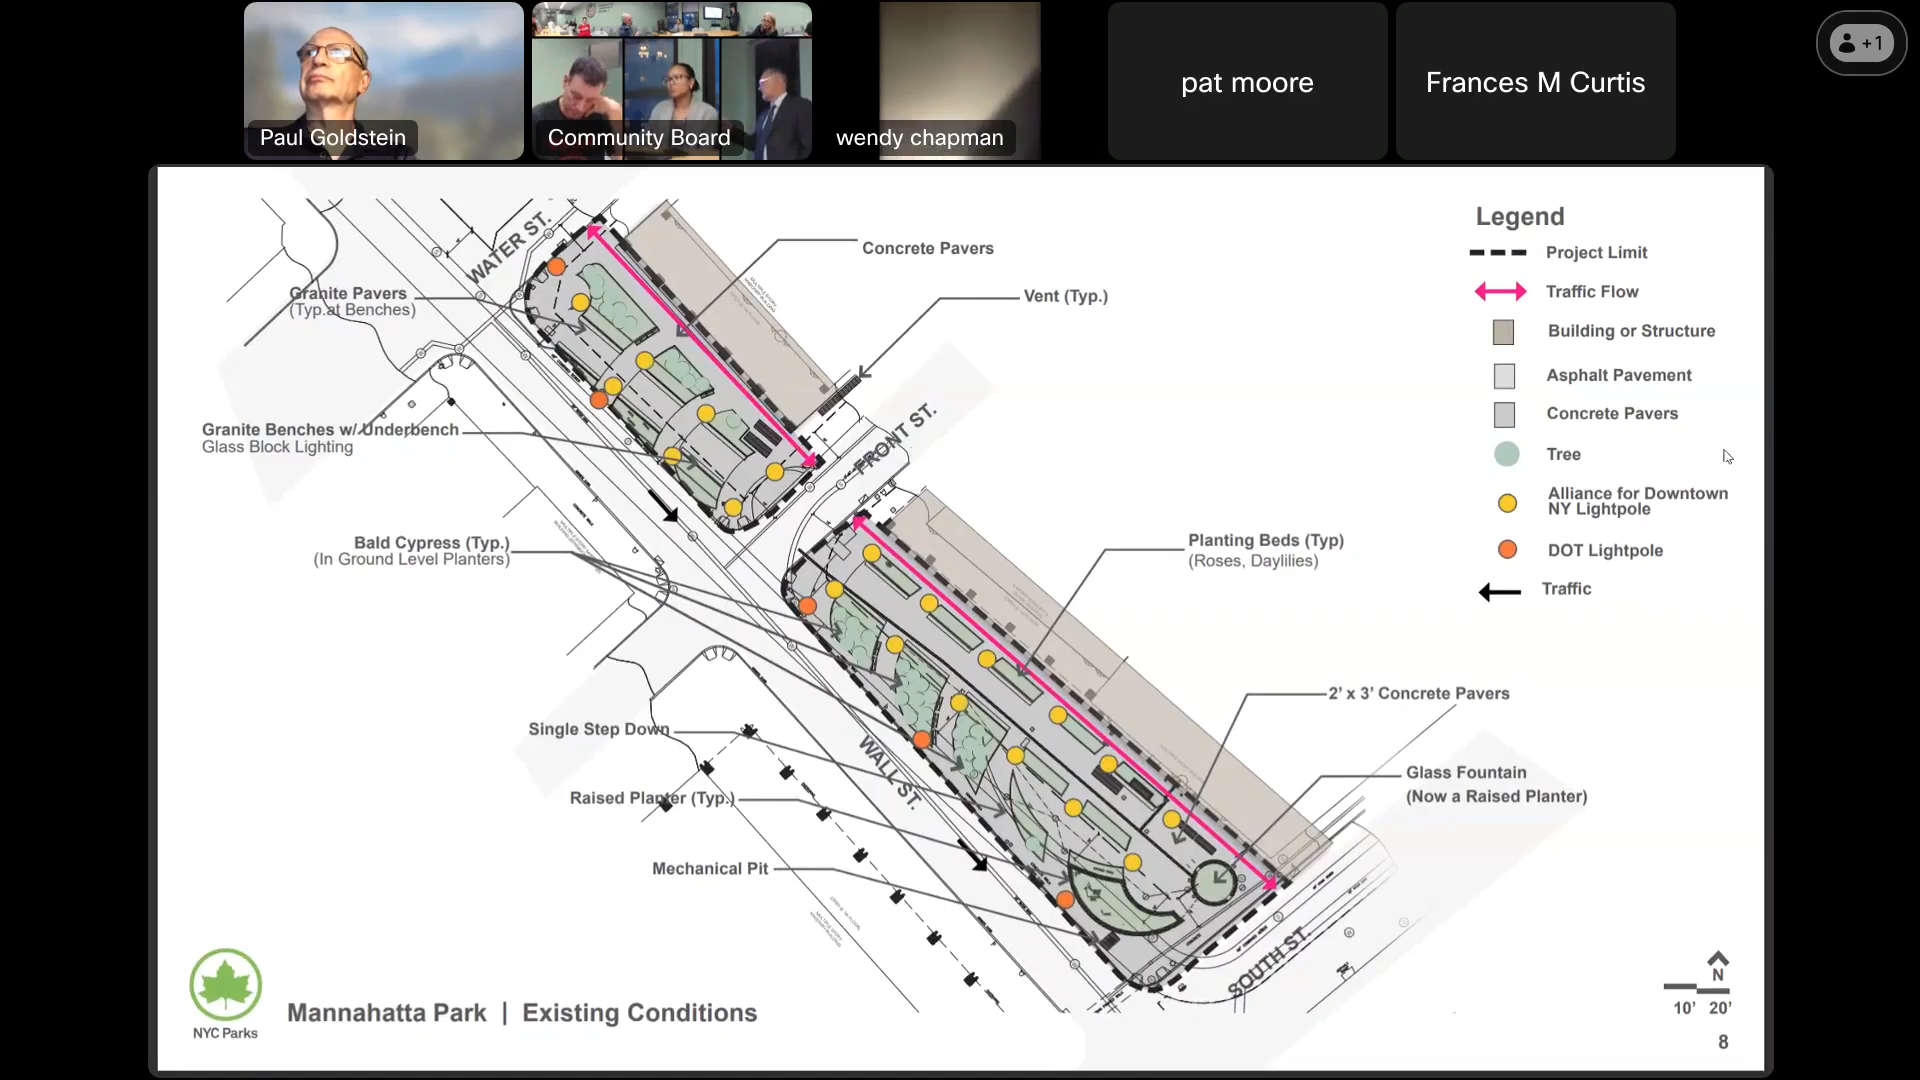 Paul Goldstein
Community Board
wendy chapman
pat moore
Frances M Curtis
+1
WATER ST.
Concrete Pavers
Granite Pavers
(Typ.at Benches)
Vent (Typ.)
Granite Benches w/ Underbench
Glass Block Lighting
FRONT ST.
Bald Cypress (Typ.)
(In Ground Level Planters)
Planting Beds (Typ)
(Roses, Daylilies)
2' x 3' Concrete Pavers
Single Step Down
WALL ST.
Raised Planter (Typ.)
Glass Fountain
(Now a Raised Planter)
Mechanical Pit
SOUTH ST.
Legend
Project Limit
Traffic Flow
Building or Structure
Asphalt Pavement
Concrete Pavers
Tree
Alliance for Downtown
NY Lightpole
DOT Lightpole
Traffic
N
10' 20'
NYC Parks
Mannahatta Park | Existing Conditions
8